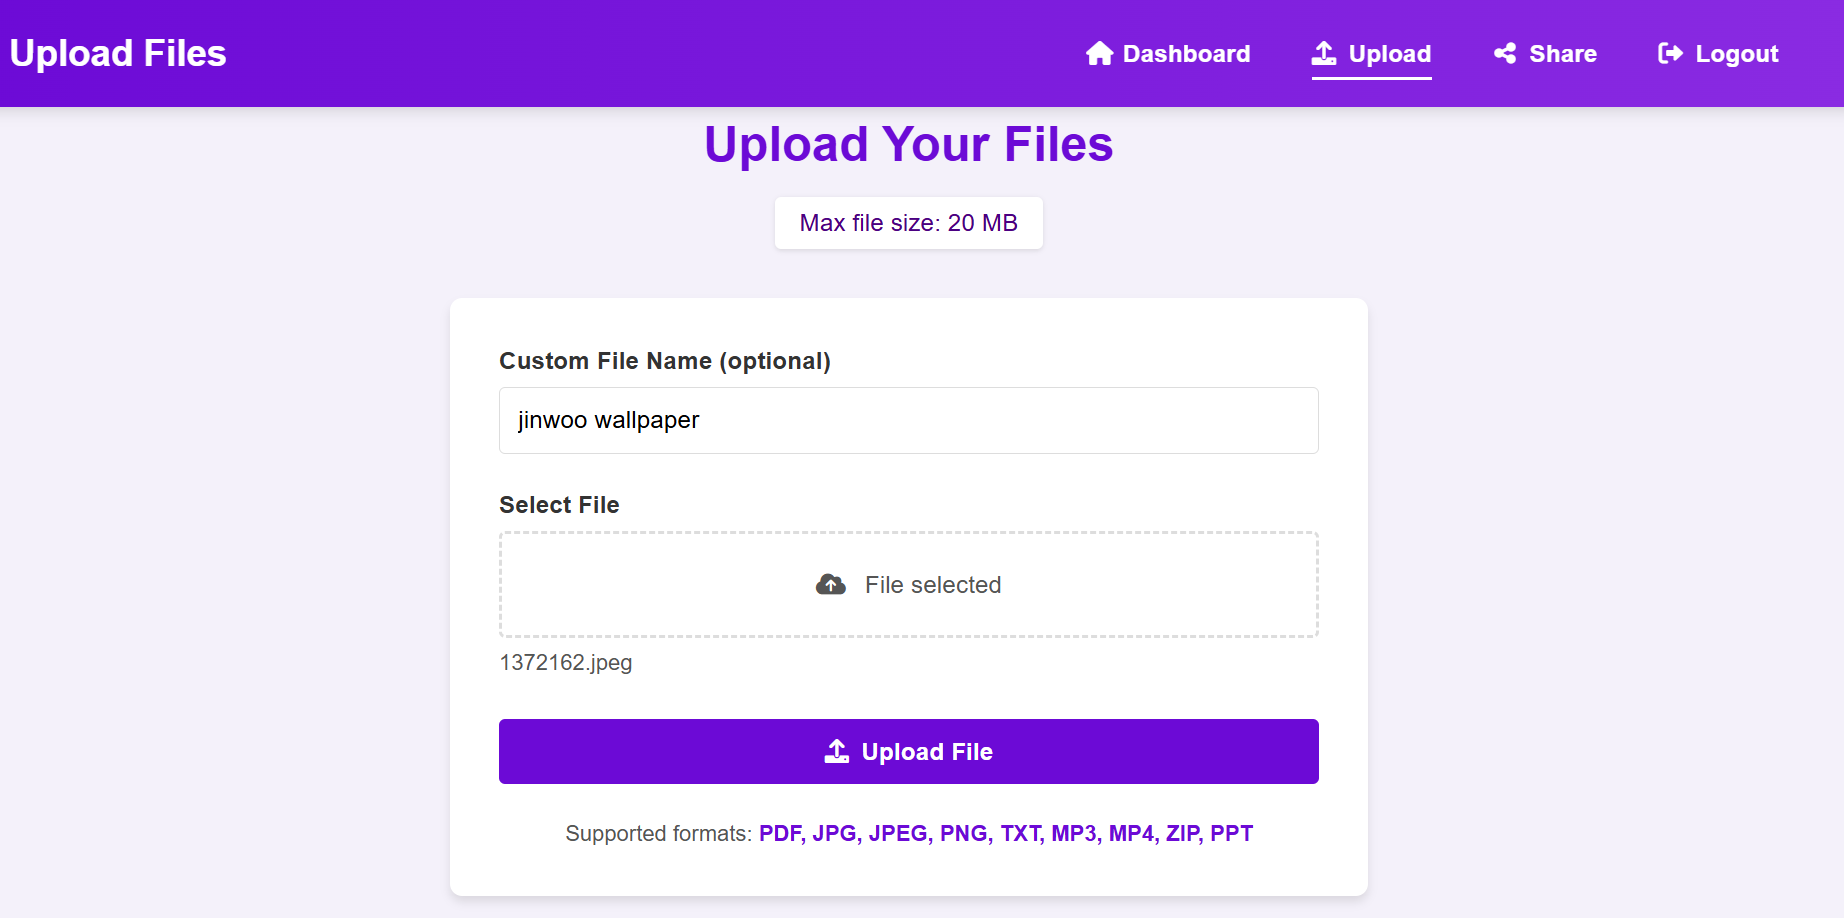 Upload Files
Dashboard
Upload
Share
Logout
Upload Your Files
Max file size: 20 MB
Custom File Name (optional)
jinwoo wallpaper
Select File
File selected
1372162.jpeg
Upload File
Supported formats: PDF, JPG, JPEG, PNG, TXT, MP3, MP4, ZIP, PPT